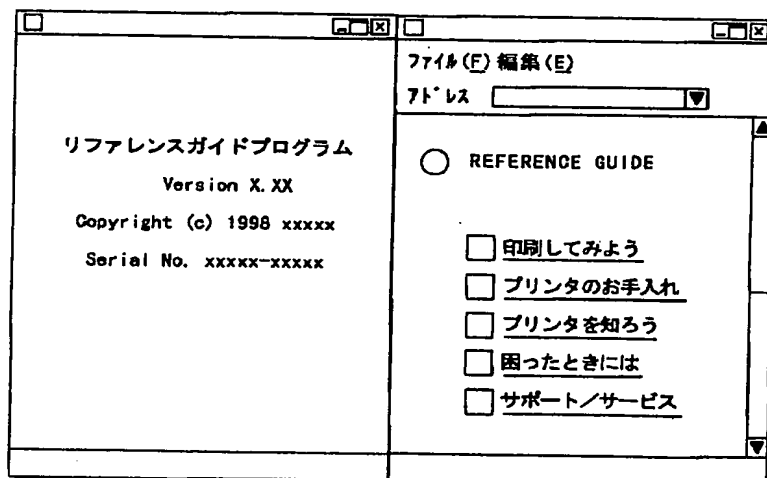 リファレンスガイドプログラム
Version X.XX
Copyright (c) 1998 xxxxx
Serial No. xxxxx-xxxxx
ファイル(F) 編集(E)
アドレス
REFERENCE GUIDE
印刷してみよう
プリンタのお手入れ
プリンタを知ろう
困ったときには
サポート／サービス